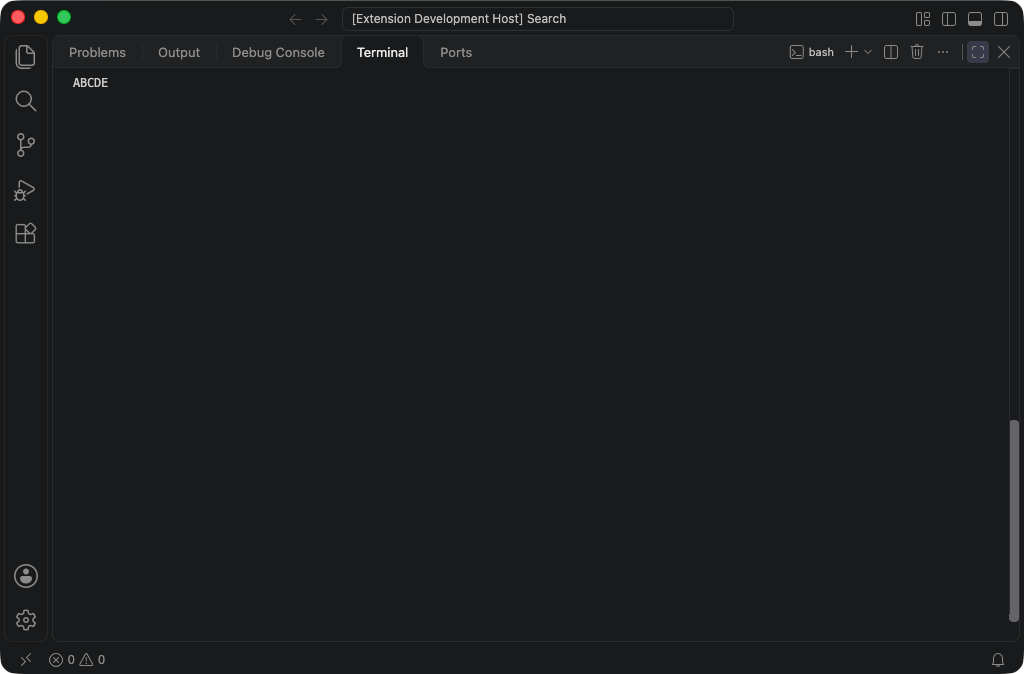 [Extension Development Host] Search
Problems
Output
Debug Console
Terminal
Ports
bash
ABCDE
0
0